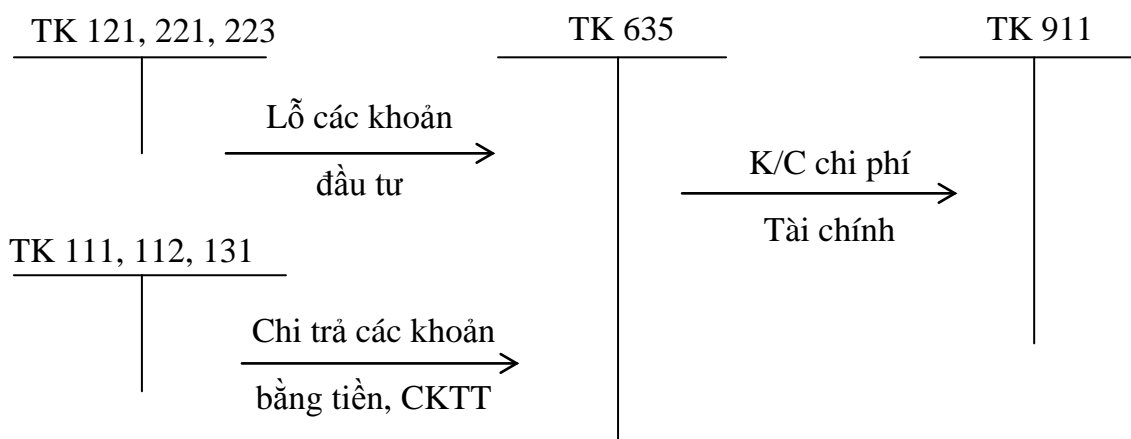 TK 121, 221, 223
TK 635
TK 911
Lỗ các khoản
đầu tư
K/C chi phí
Tài chính
TK 111, 112, 131
Chi trả các khoản
bằng tiền, CKTT